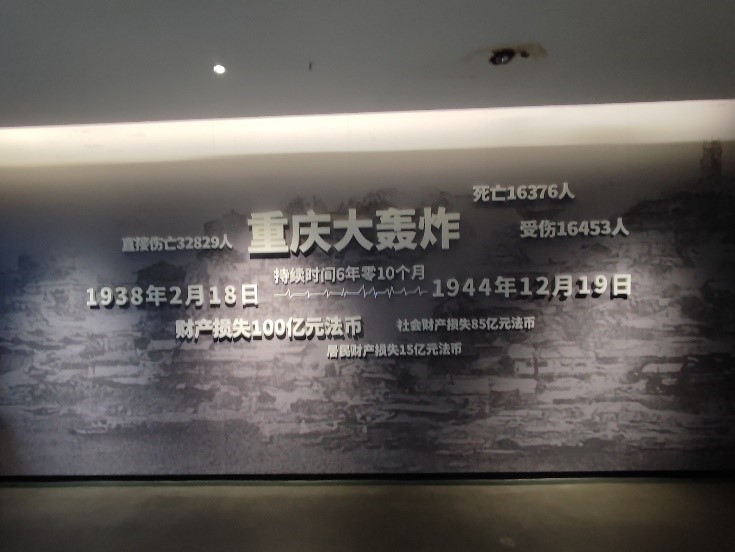 死亡16376人
直接伤亡32829人
重庆大轰炸
受伤16453人
持续时间6年零10个月
1938年2月18日
1944年12月19日
财产损失100亿元法币
社会财产损失85亿元法币
居民财产损失15亿元法币